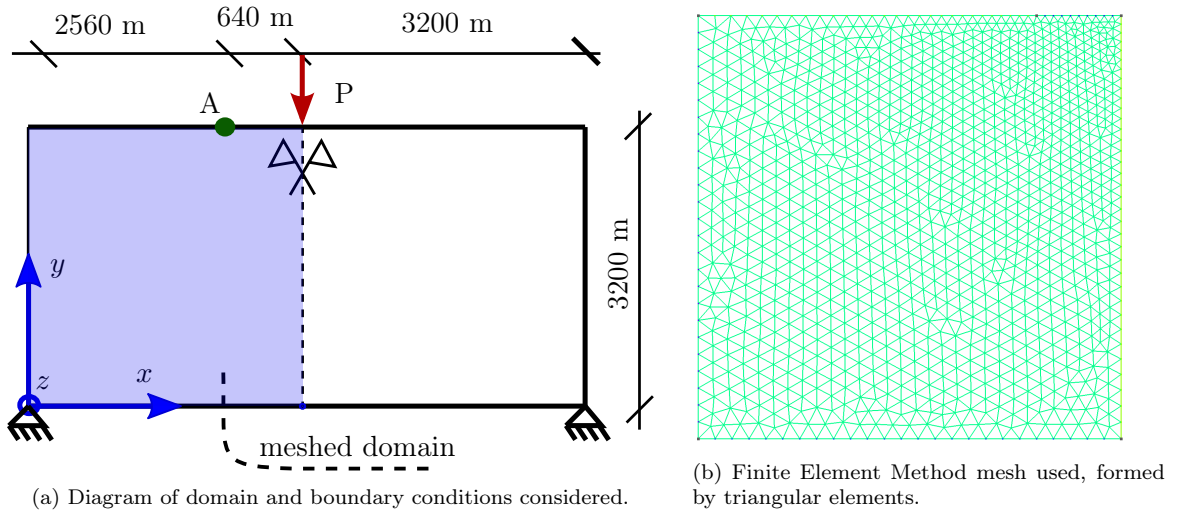 2560 m
640 m
3200 m
P
A
y
z
x
3200 m
meshed domain
(a) Diagram of domain and boundary conditions considered.
(b) Finite Element Method mesh used, formed
by triangular elements.